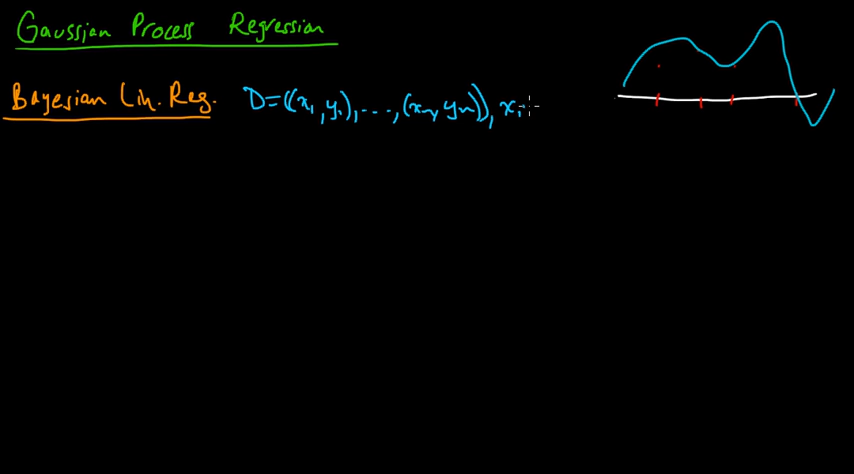 Gaussian Process Regression
Bayesian Lin. Reg. D=((x₁,y₁),...,(xₙ,yₙ)), xᵢ